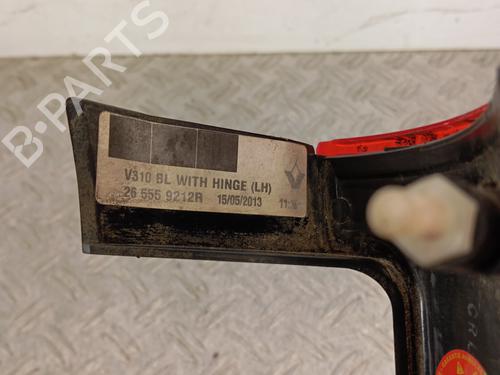 B-PARTS
V310 BL WITH HINGE (LH)
26 555 9212R 15/05/2013